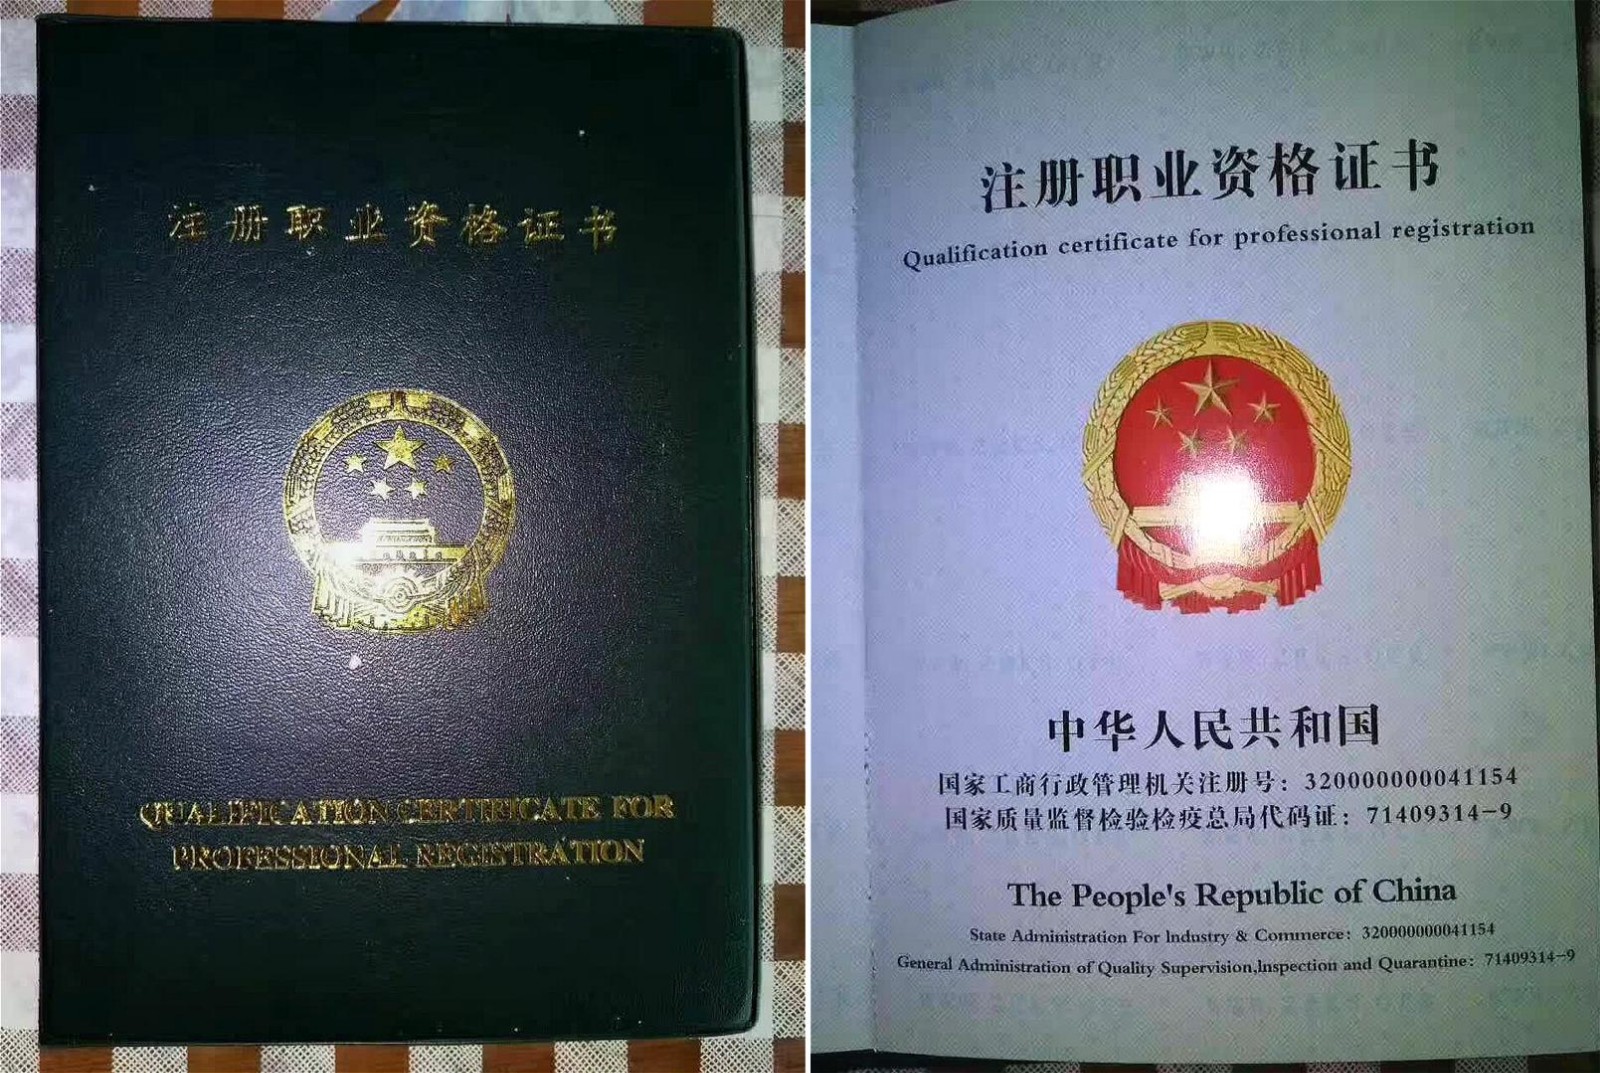 注册职业资格证书
QUALIFICATION CERTIFICATE FOR
PROFESSIONAL REGISTRATION
注册职业资格证书
Qualification certificate for professional registration
中华人民共和国
国家工商行政管理机关注册号：320000000041154
国家质量监督检验检疫总局代码证：71409314-9
The People's Republic of China
State Administration For Industry & Commerce: 320000000041154
General Administration of Quality Supervision,Inspection and Quarantine: 71409314-9